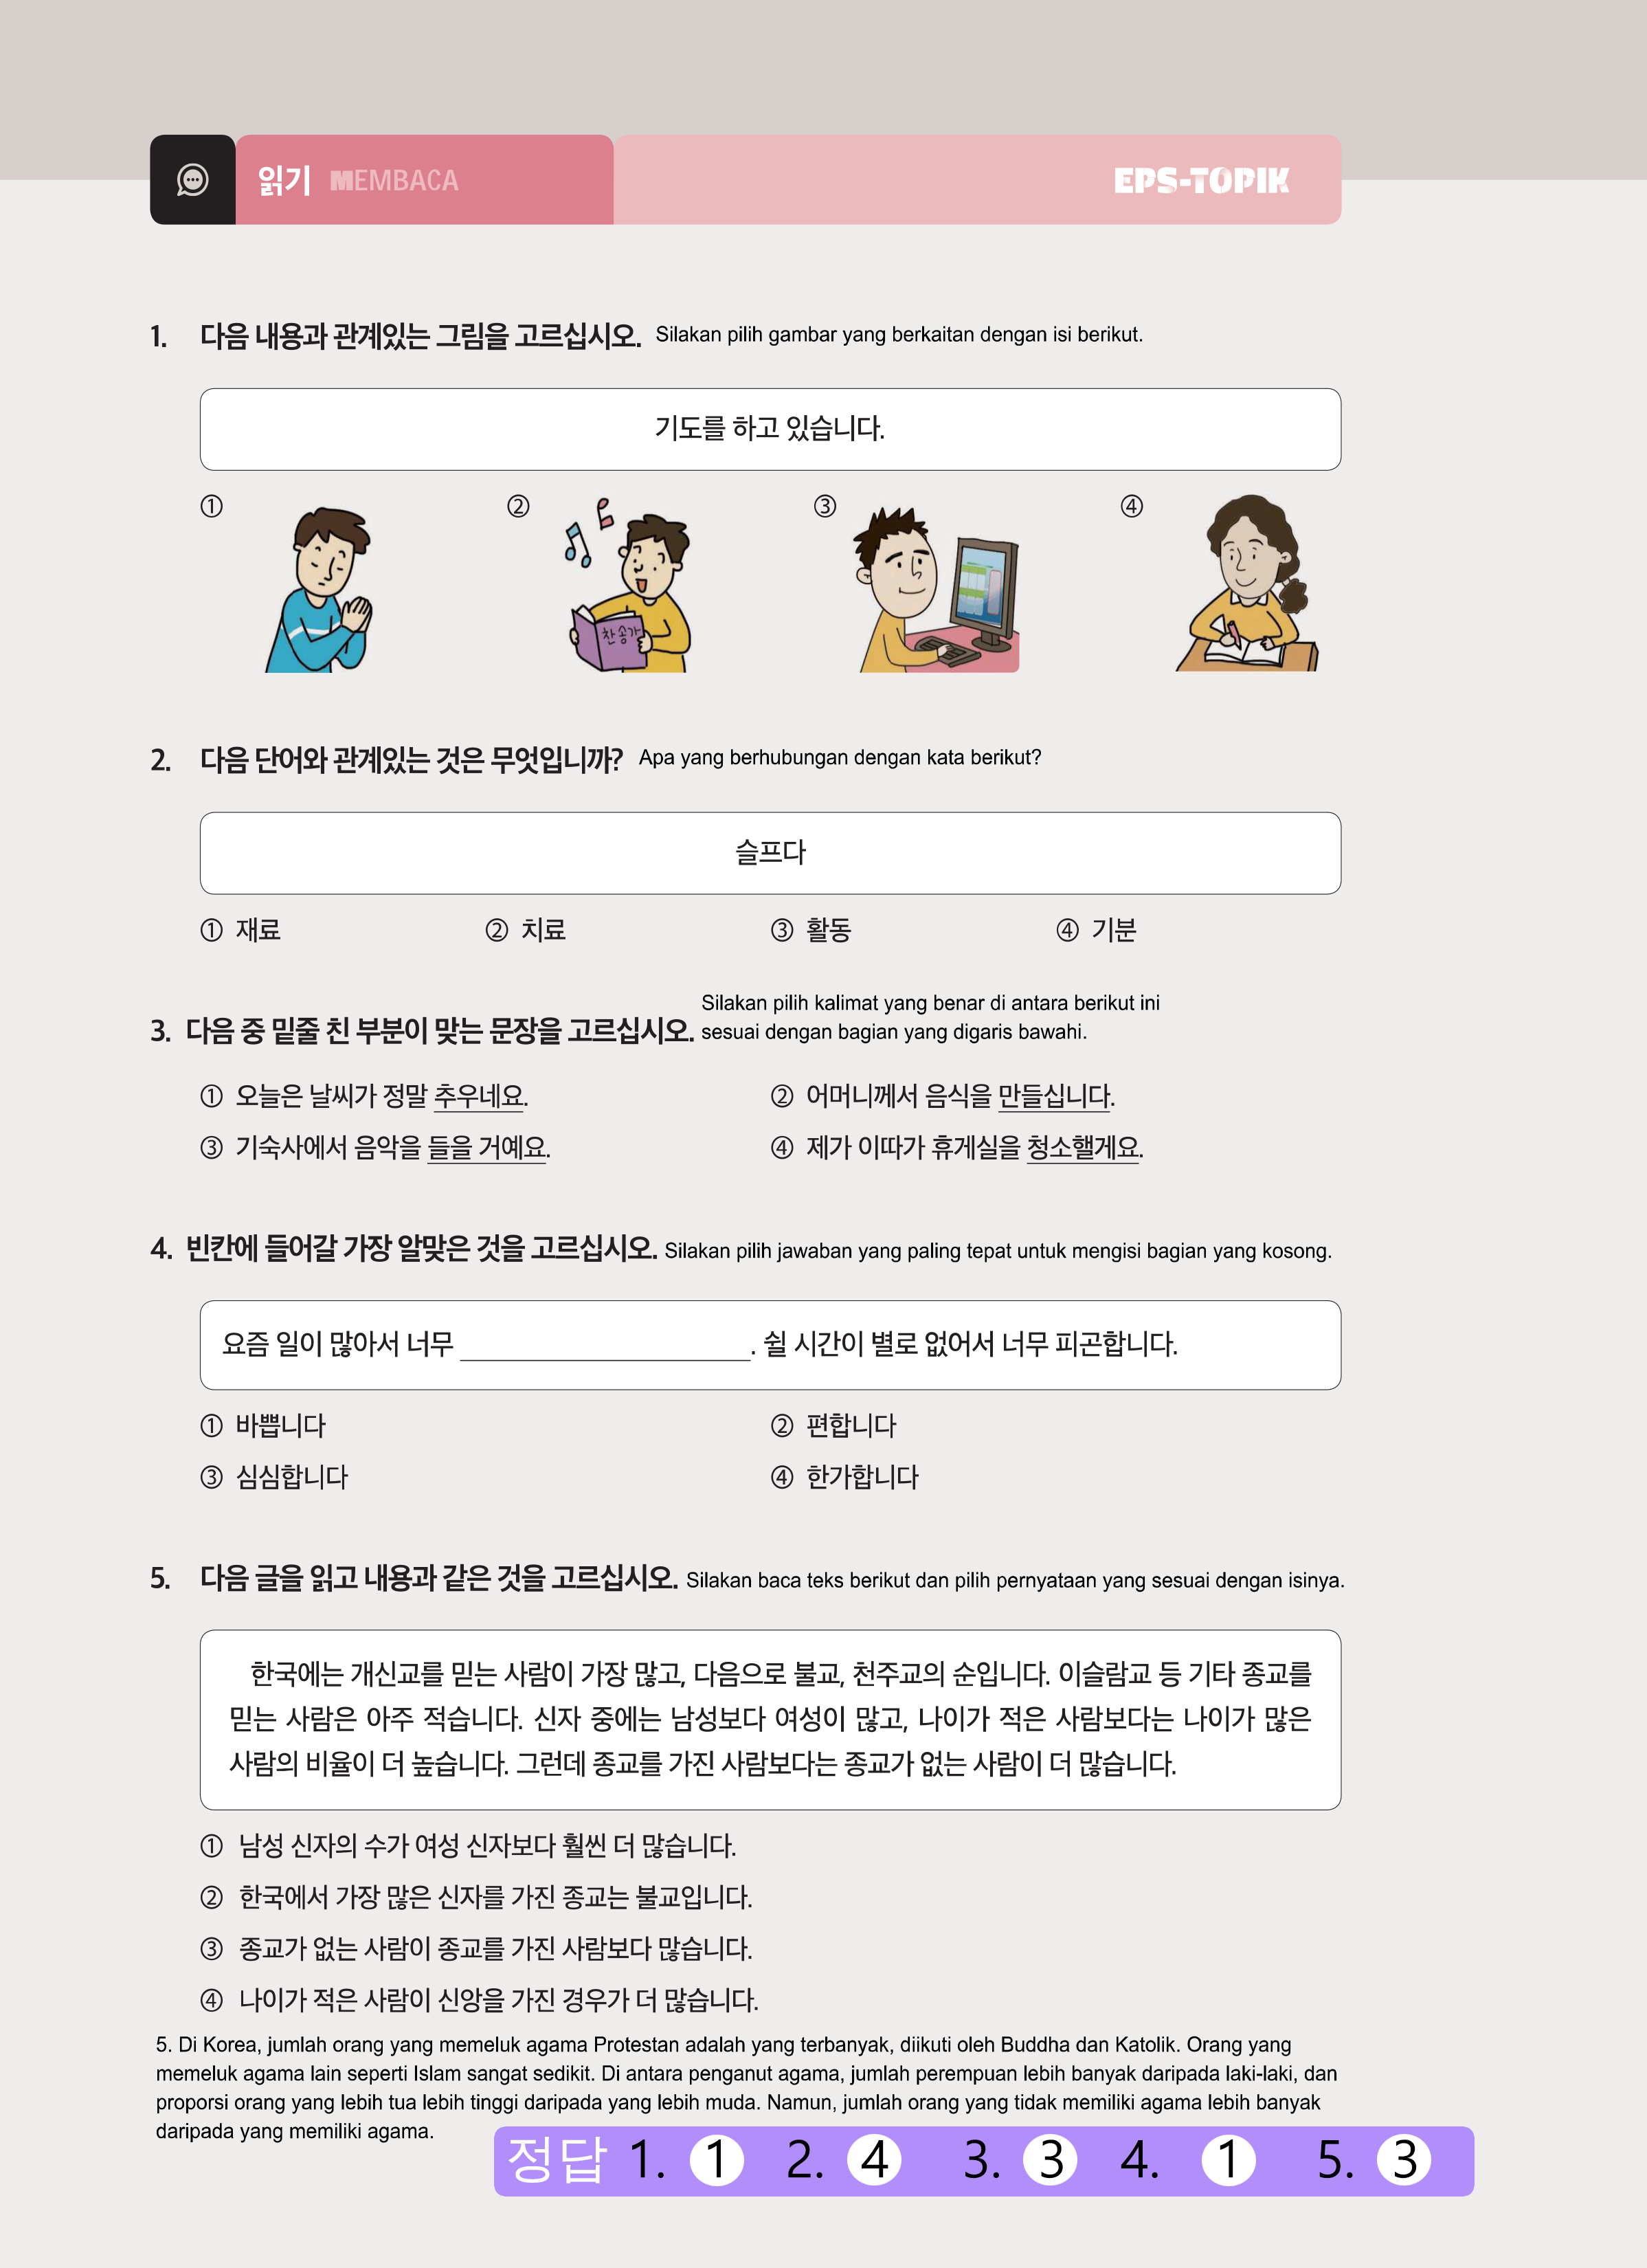 읽기 MEMBACA
EPS-TOPIK
1. 다음 내용과 관계있는 그림을 고르십시오. Silakan pilih gambar yang berkaitan dengan isi berikut.
기도를 하고 있습니다.
① ② ③ ④
찬송가
2. 다음 단어와 관계있는 것은 무엇입니까? Apa yang berhubungan dengan kata berikut?
슬프다
① 재료 ② 치료 ③ 활동 ④ 기분
3. 다음 중 밑줄 친 부분이 맞는 문장을 고르십시오. Silakan pilih kalimat yang benar di antara berikut ini
sesuai dengan bagian yang digaris bawahi.
① 오늘은 날씨가 정말 추우네요. ② 어머니께서 음식을 만들십니다.
③ 기숙사에서 음악을 들을 거예요. ④ 제가 이따가 휴게실을 청소핼게요.
4. 빈칸에 들어갈 가장 알맞은 것을 고르십시오. Silakan pilih jawaban yang paling tepat untuk mengisi bagian yang kosong.
요즘 일이 많아서 너무 ____________. 쉴 시간이 별로 없어서 너무 피곤합니다.
① 바쁩니다 ② 편합니다
③ 심심합니다 ④ 한가합니다
5. 다음 글을 읽고 내용과 같은 것을 고르십시오. Silakan baca teks berikut dan pilih pernyataan yang sesuai dengan isinya.
한국에는 개신교를 믿는 사람이 가장 많고, 다음으로 불교, 천주교의 순입니다. 이슬람교 등 기타 종교를
믿는 사람은 아주 적습니다. 신자 중에는 남성보다 여성이 많고, 나이가 적은 사람보다는 나이가 많은
사람의 비율이 더 높습니다. 그런데 종교를 가진 사람보다는 종교가 없는 사람이 더 많습니다.
① 남성 신자의 수가 여성 신자보다 훨씬 더 많습니다.
② 한국에서 가장 많은 신자를 가진 종교는 불교입니다.
③ 종교가 없는 사람이 종교를 가진 사람보다 많습니다.
④ 나이가 적은 사람이 신앙을 가진 경우가 더 많습니다.
5. Di Korea, jumlah orang yang memeluk agama Protestan adalah yang terbanyak, diikuti oleh Buddha dan Katolik. Orang yang
memeluk agama lain seperti Islam sangat sedikit. Di antara penganut agama, jumlah perempuan lebih banyak daripada laki-laki, dan
proporsi orang yang lebih tua lebih tinggi daripada yang lebih muda. Namun, jumlah orang yang tidak memiliki agama lebih banyak
daripada yang memiliki agama.
정답 1. 1 2. 4 3. 3 4. 1 5. 3